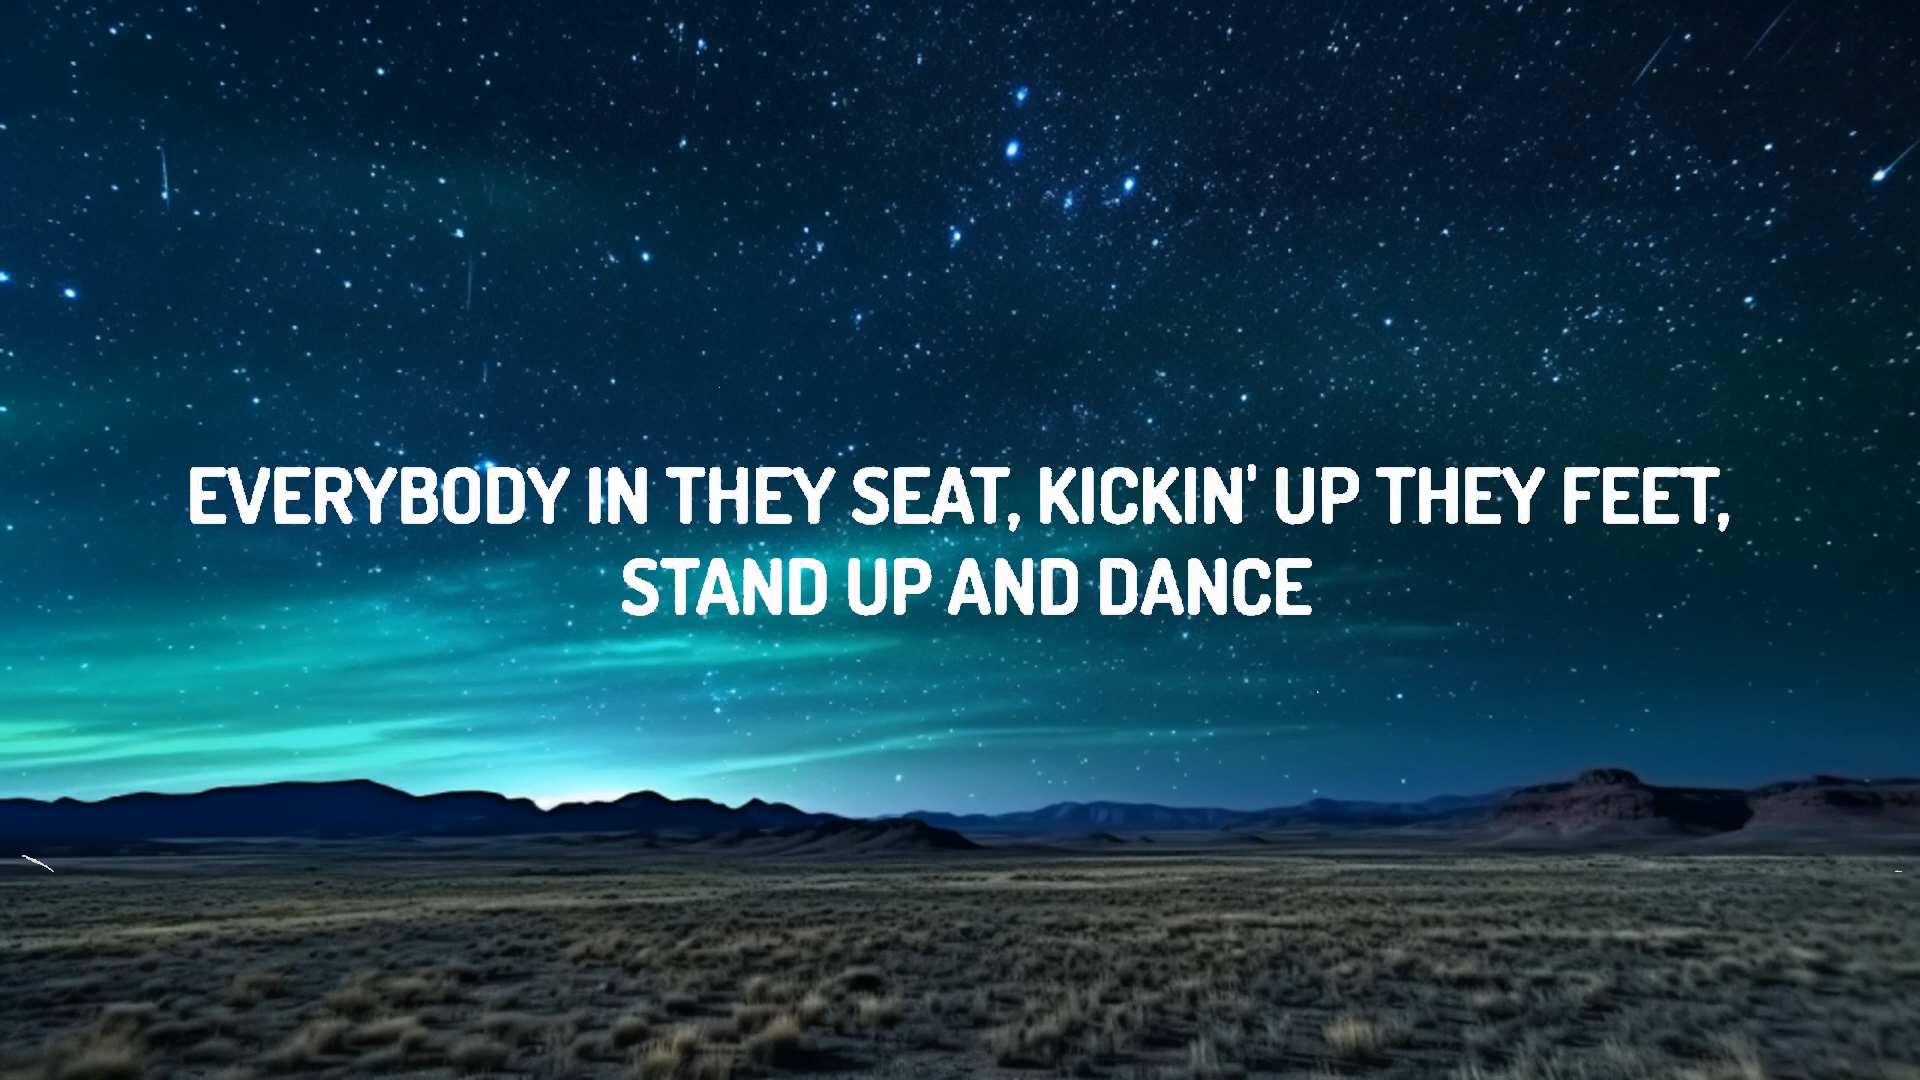 EVERYBODY IN THEY SEAT, KICKIN' UP THEY FEET,
STAND UP AND DANCE